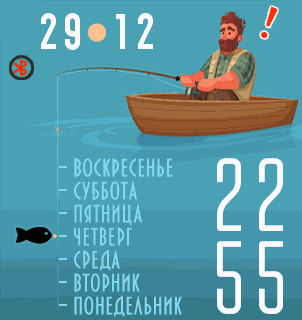 29 12
!
ВОСКРЕСЕНЬЕ
СУББОТА
ПЯТНИЦА
ЧЕТВЕРГ
СРЕДА
ВТОРНИК
ПОНЕДЕЛЬНИК
22
55